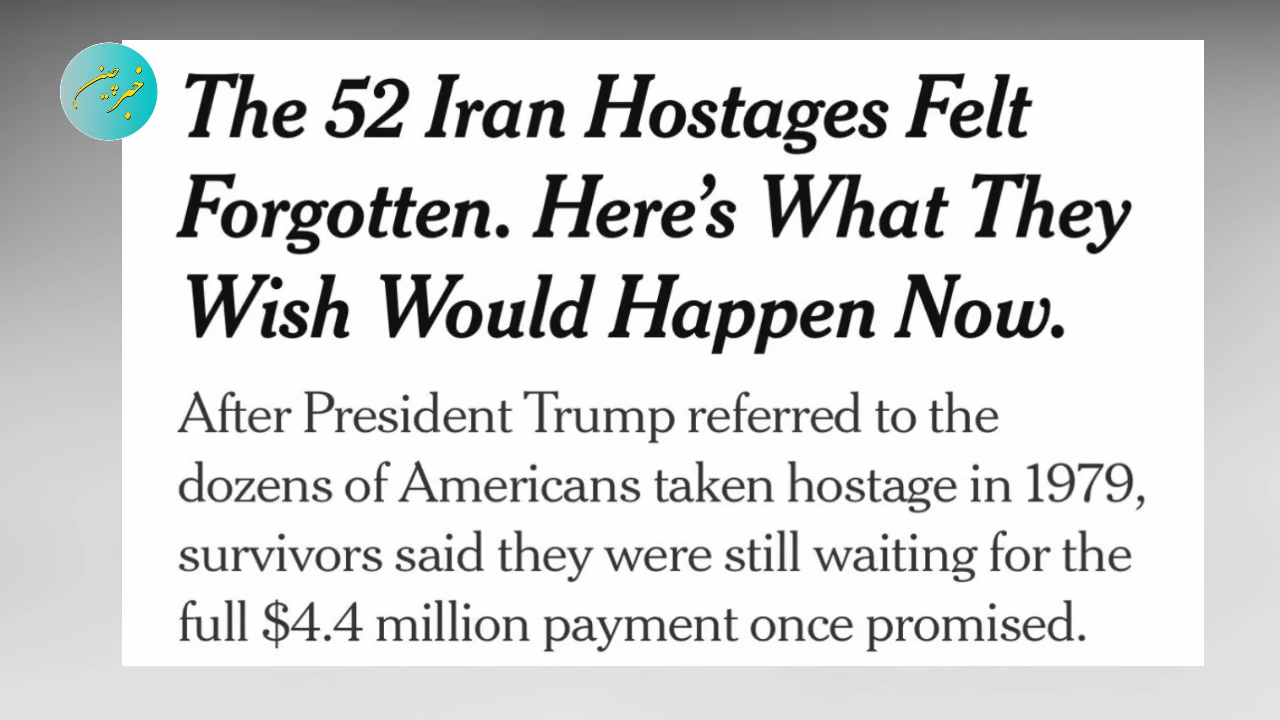 خبرچین
The 52 Iran Hostages Felt
Forgotten. Here’s What They
Wish Would Happen Now.
After President Trump referred to the
dozens of Americans taken hostage in 1979,
survivors said they were still waiting for the
full $4.4 million payment once promised.